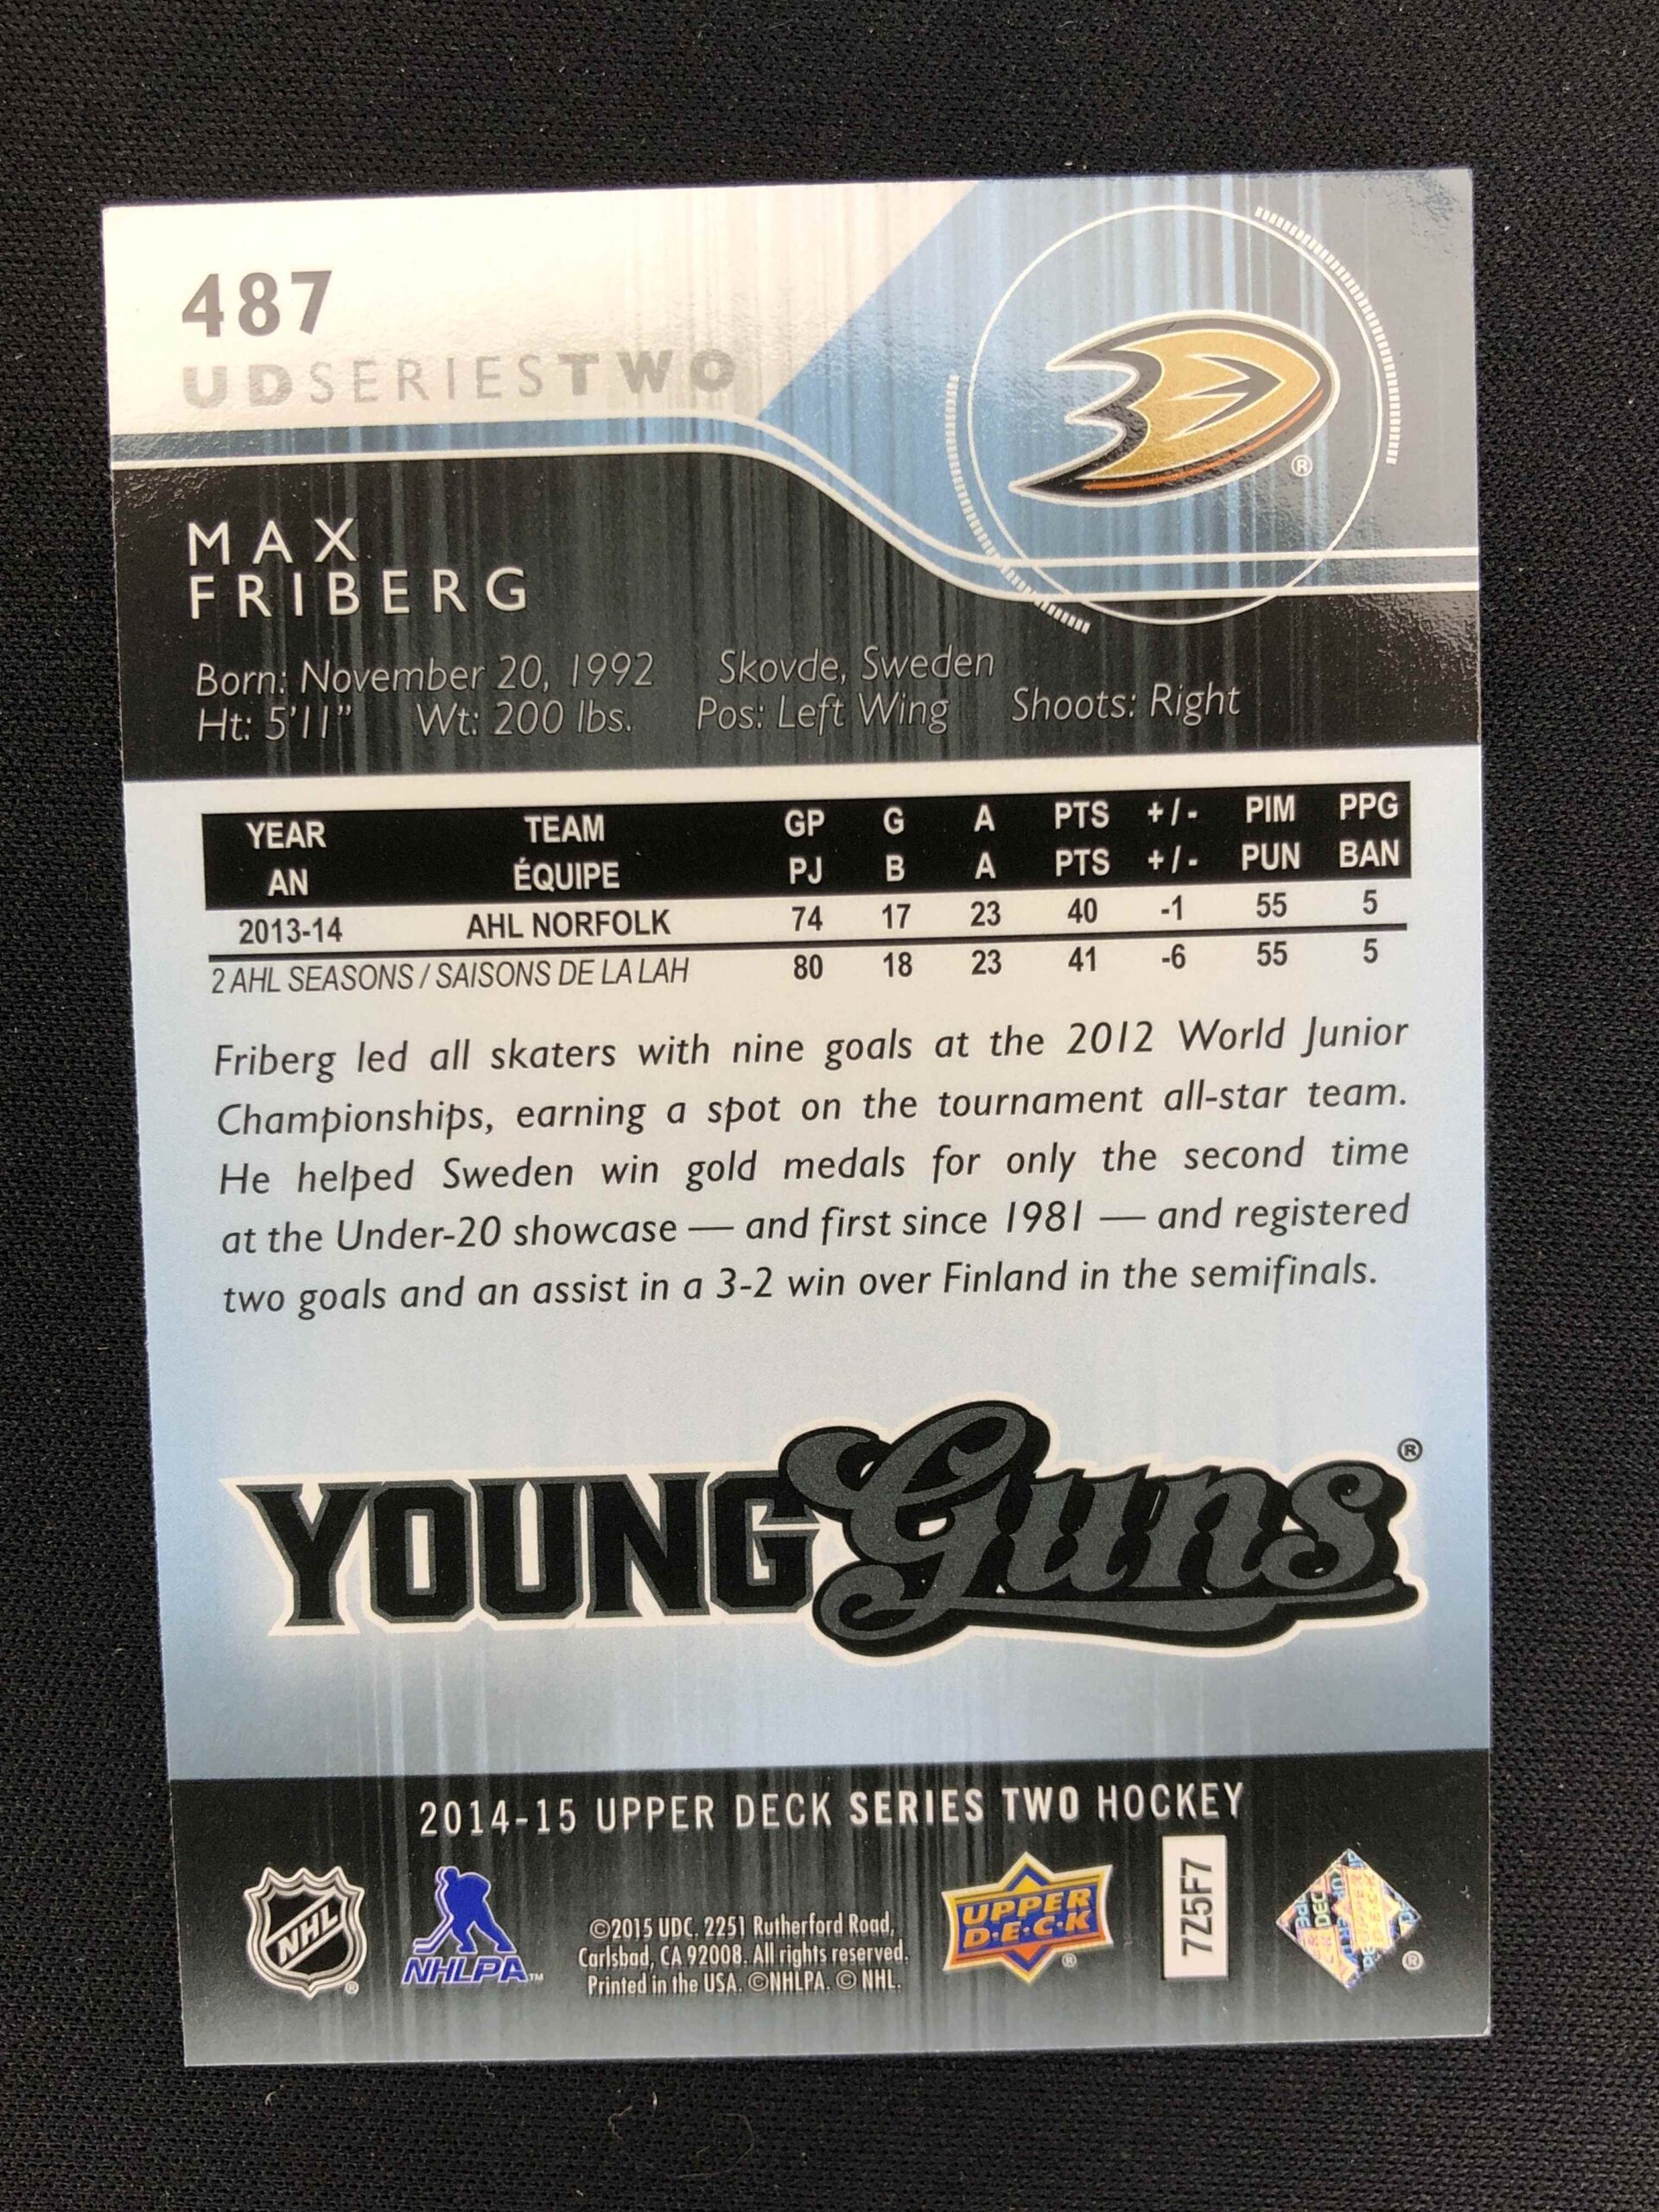 487
UDSERIESTWO
®
MAX
FRIBERG
Born: November 20, 1992 Skovde, Sweden
Ht: 5'11" Wt: 200 lbs. Pos: Left Wing Shoots: Right
YEAR TEAM GP G A PTS +/- PIM PPG
AN ÉQUIPE PJ B A PTS +/- PUN BAN
2013-14 AHL NORFOLK 74 17 23 40 -1 55 5
2 AHL SEASONS / SAISONS DE LA LAH 80 18 23 41 -6 55 5
Friberg led all skaters with nine goals at the 2012 World Junior
Championships, earning a spot on the tournament all-star team.
He helped Sweden win gold medals for only the second time
at the Under-20 showcase — and first since 1981 — and registered
two goals and an assist in a 3-2 win over Finland in the semifinals.
YOUNG Guns®
2014-15 UPPER DECK SERIES TWO HOCKEY
NHL®
NHLPA™
©2015 UDC. 2251 Rutherford Road,
Carlsbad, CA 92008. All rights reserved.
Printed in the USA. ©NHLPA. © NHL.
UPPER
D·E·C·K®
7Z5F7
®